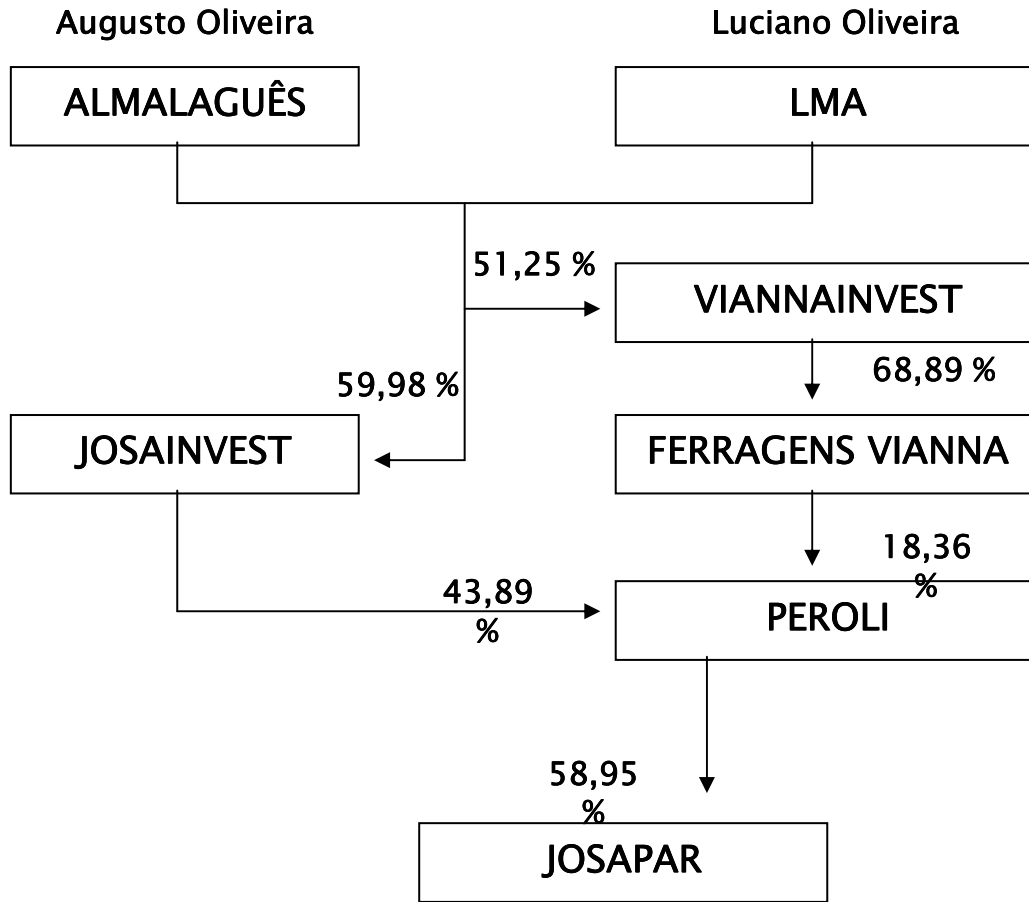 Augusto Oliveira
Luciano Oliveira
ALMALAGUÊS
LMA
51,25 %
VIANNAINVEST
68,89 %
59,98 %
JOSAINVEST
FERRAGENS VIANNA
18,36
%
43,89
%
PEROLI
58,95
%
JOSAPAR